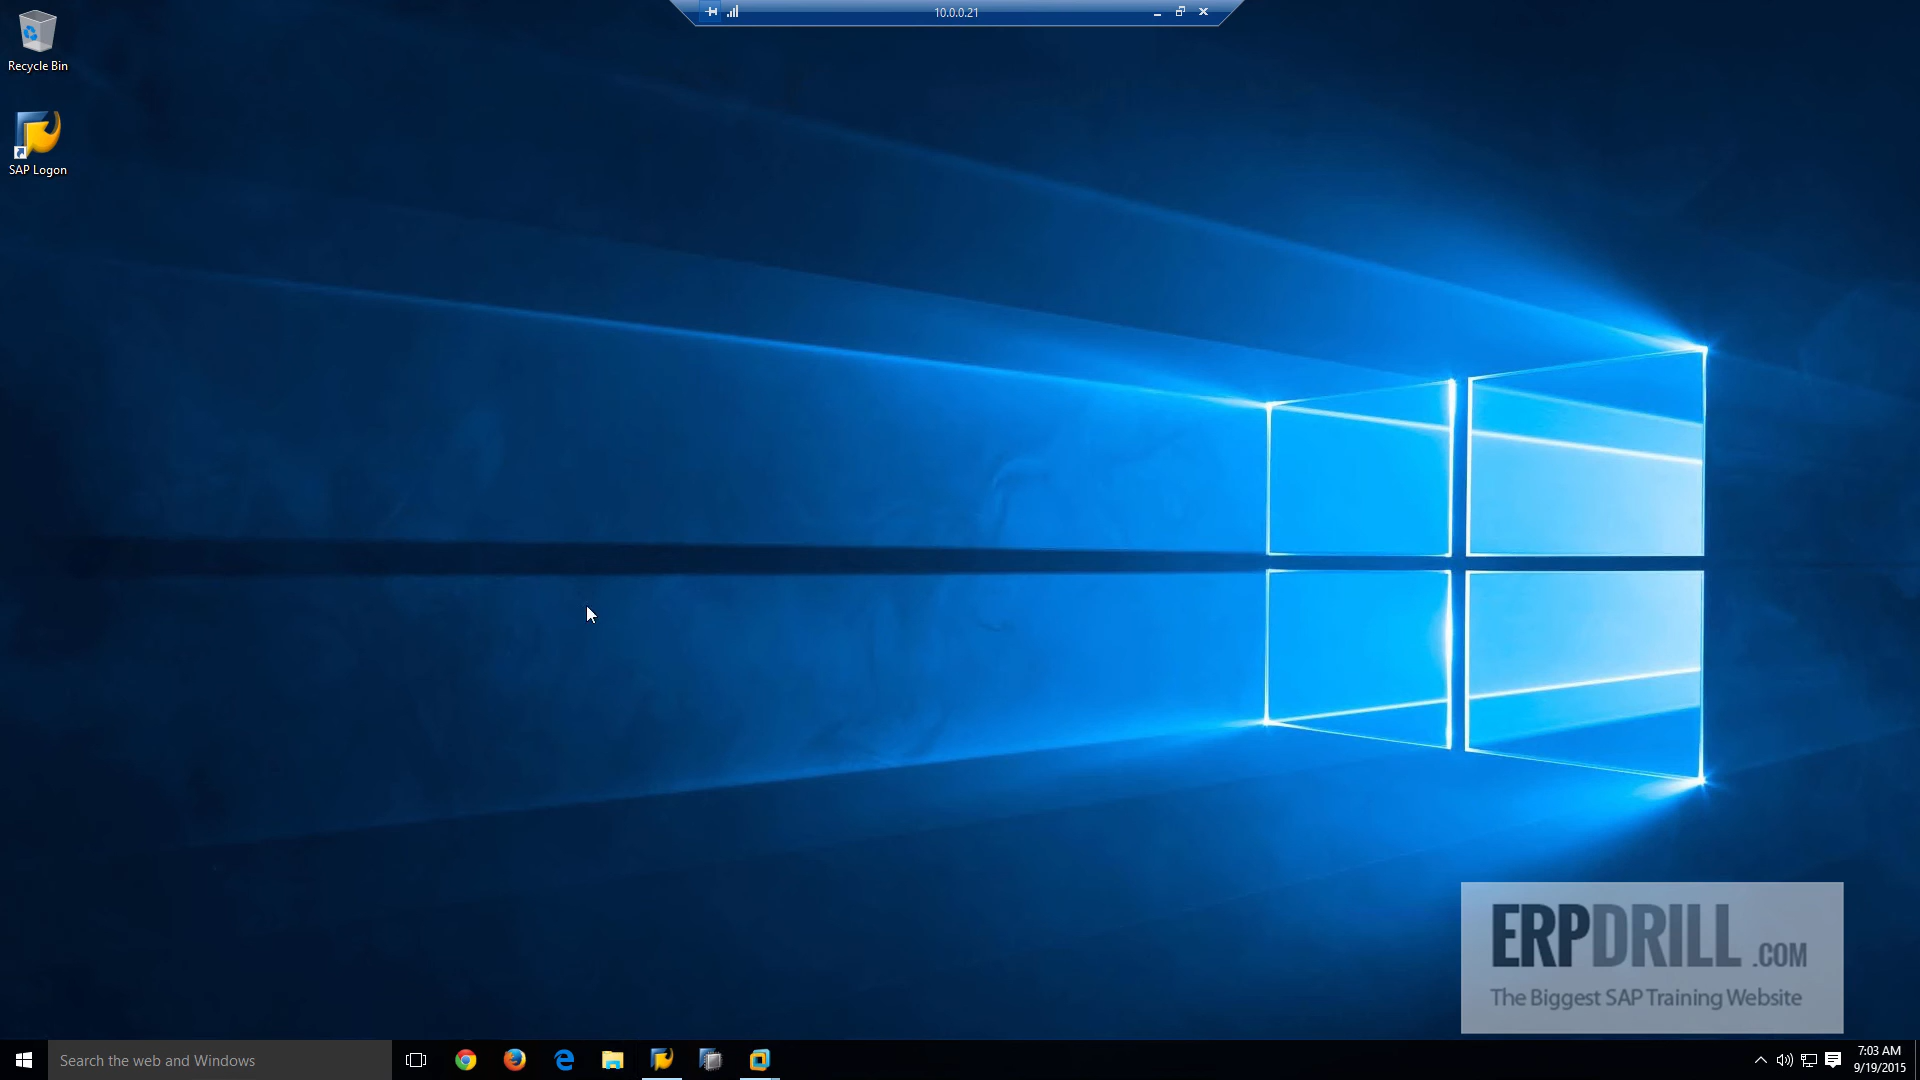 10.0.0.21
Recycle Bin
SAP Logon
ERPDRILL.COM
The Biggest SAP Training Website
Search the web and Windows
7:03 AM
9/19/2015